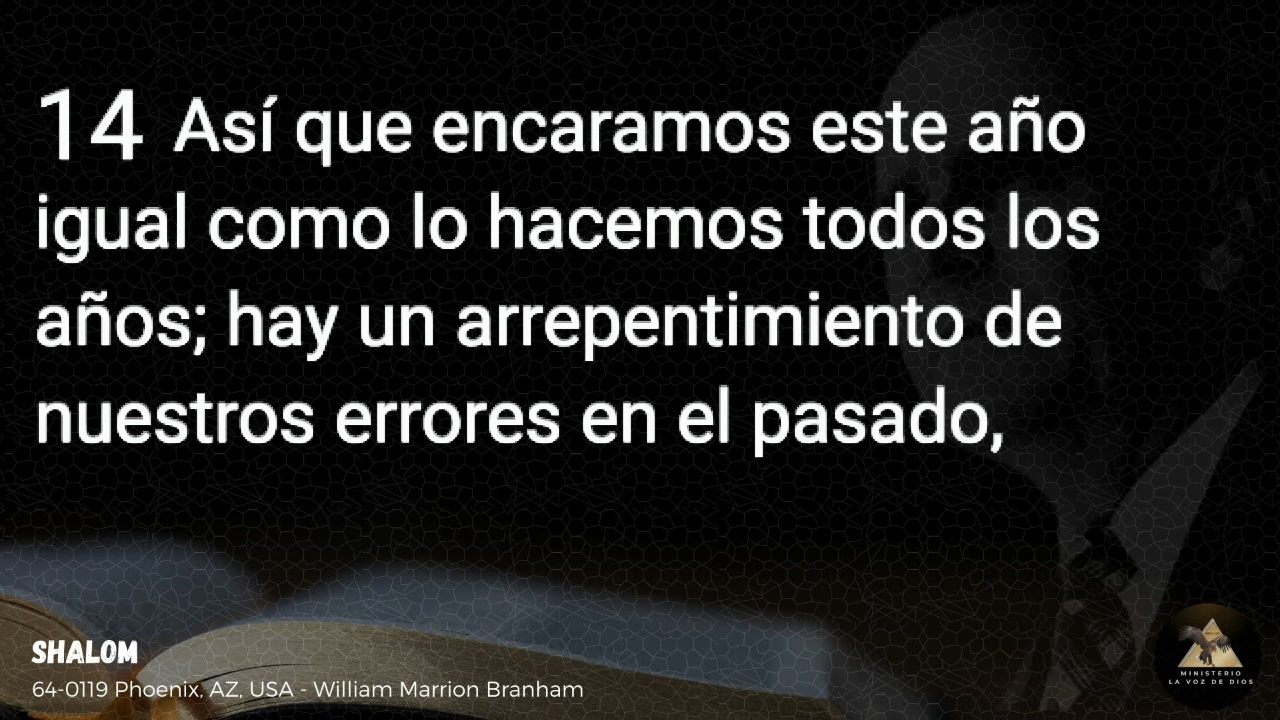 14 Así que encaramos este año
igual como lo hacemos todos los
años; hay un arrepentimiento de
nuestros errores en el pasado,
SHALOM
64-0119 Phoenix, AZ, USA - William Marrion Branham
MINISTERIO
LA VOZ DE DIOS